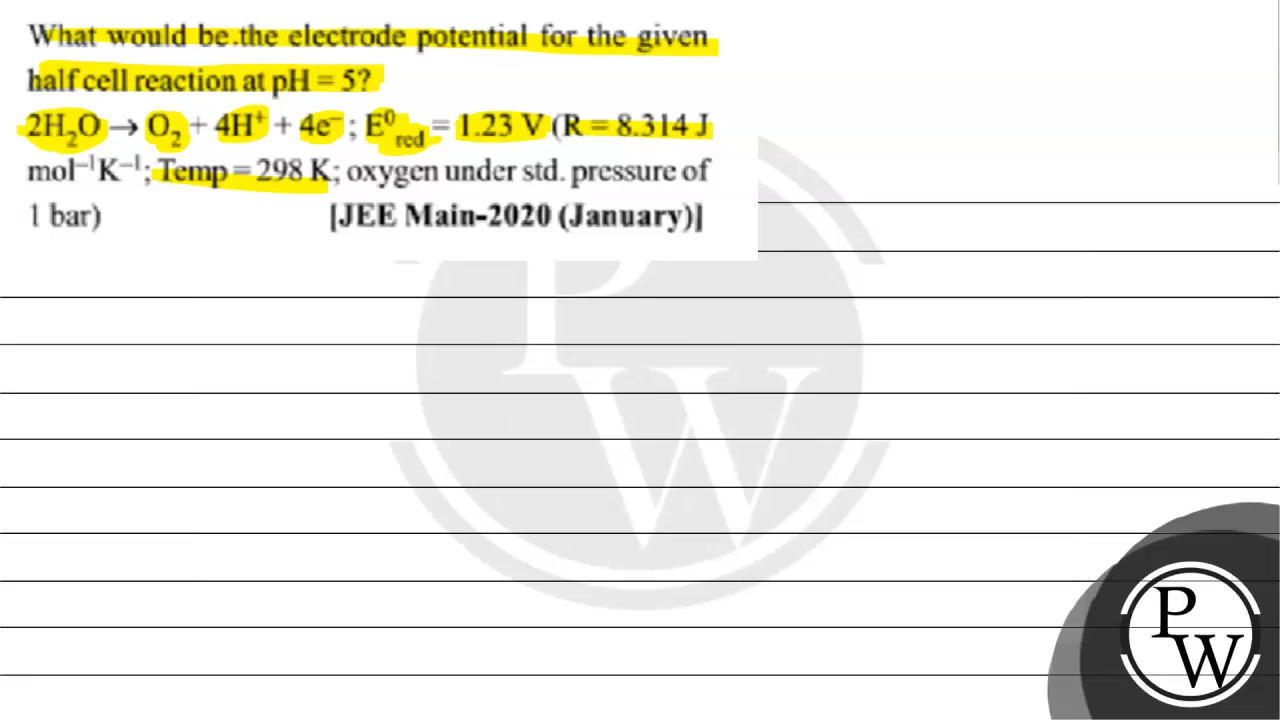 What would be.the electrode potential for the given
half cell reaction at pH = 5?
2H₂O → O₂ + 4H⁺ + 4e⁻ ; E⁰red = 1.23 V (R = 8.314 J
mol⁻¹K⁻¹; Temp = 298 K; oxygen under std. pressure of
1 bar) [JEE Main-2020 (January)]
P
W
P
W